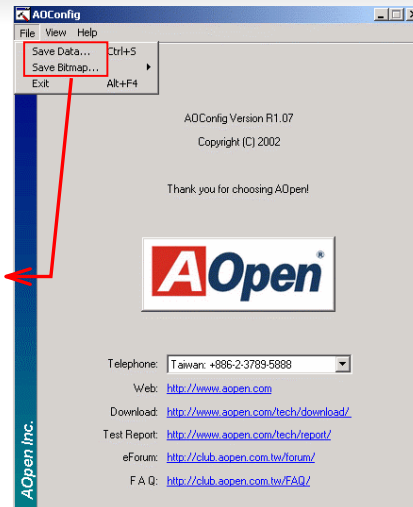 AOConfig
File View Help
Save Data... Ctrl+S
Save Bitmap...
Exit Alt+F4
AOConfig Version R1.07
Copyright (C) 2002
Thank you for choosing AOpen!
AOpen®
Telephone: Taiwan: +886-2-3789-5888
Web: http://www.aopen.com
Download: http://www.aopen.com/tech/download/
Test Report: http://www.aopen.com/tech/report/
eForum: http://club.aopen.com.tw/forum/
F A Q: http://club.aopen.com.tw/FAQ/
AOpen Inc.